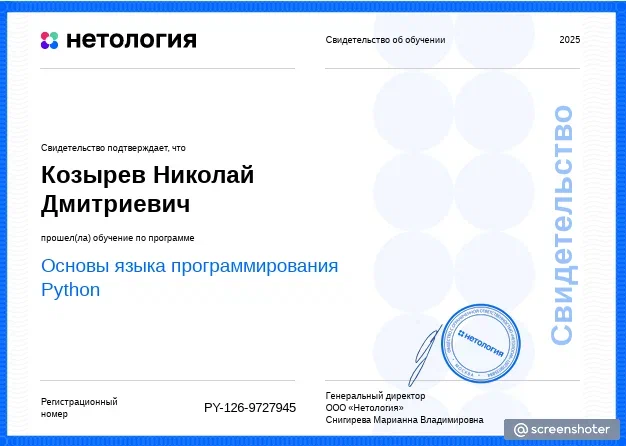 нетология
Свидетельство об обучении
2025
Свидетельство подтверждает, что
Козырев Николай
Дмитриевич
прошел(ла) обучение по программе
Основы языка программирования
Python
Свидетельство
нетология
МОСКВА
Регистрационный
номер
PY-126-9727945
Генеральный директор
ООО «Нетология»
Снигирева Марианна Владимировна
@ screenshoter